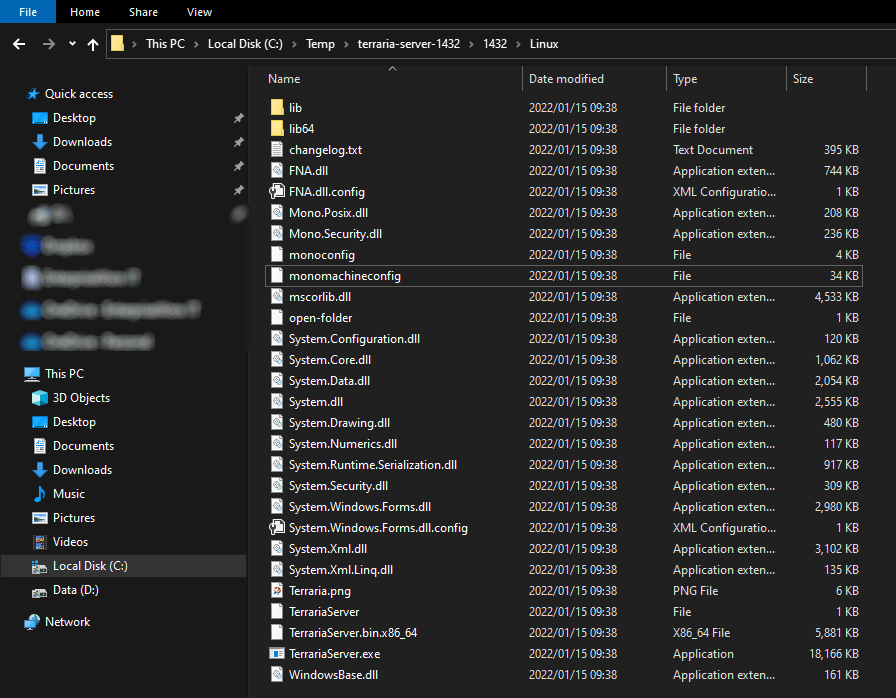 File Home Share View
This PC Local Disk (C:) Temp terraria-server-1432 1432 Linux
Quick access
Desktop
Downloads
Documents
Pictures
This PC
3D Objects
Desktop
Documents
Downloads
Music
Pictures
Videos
Local Disk (C:)
Data (D:)
Network
Name Date modified Type Size
lib 2022/01/15 09:38 File folder
lib64 2022/01/15 09:38 File folder
changelog.txt 2022/01/15 09:38 Text Document 395 KB
FNA.dll 2022/01/15 09:38 Application exten... 744 KB
FNA.dll.config 2022/01/15 09:38 XML Configuratio... 1 KB
Mono.Posix.dll 2022/01/15 09:38 Application exten... 208 KB
Mono.Security.dll 2022/01/15 09:38 Application exten... 236 KB
monoconfig 2022/01/15 09:38 File 4 KB
monomachineconfig 2022/01/15 09:38 File 34 KB
mscorlib.dll 2022/01/15 09:38 Application exten... 4,533 KB
open-folder 2022/01/15 09:38 File 1 KB
System.Configuration.dll 2022/01/15 09:38 Application exten... 120 KB
System.Core.dll 2022/01/15 09:38 Application exten... 1,062 KB
System.Data.dll 2022/01/15 09:38 Application exten... 2,054 KB
System.dll 2022/01/15 09:38 Application exten... 2,555 KB
System.Drawing.dll 2022/01/15 09:38 Application exten... 480 KB
System.Numerics.dll 2022/01/15 09:38 Application exten... 117 KB
System.Runtime.Serialization.dll 2022/01/15 09:38 Application exten... 917 KB
System.Security.dll 2022/01/15 09:38 Application exten... 309 KB
System.Windows.Forms.dll 2022/01/15 09:38 Application exten... 2,980 KB
System.Windows.Forms.dll.config 2022/01/15 09:38 XML Configuratio... 1 KB
System.Xml.dll 2022/01/15 09:38 Application exten... 3,102 KB
System.Xml.Linq.dll 2022/01/15 09:38 Application exten... 135 KB
Terraria.png 2022/01/15 09:38 PNG File 6 KB
TerrariaServer 2022/01/15 09:38 File 1 KB
TerrariaServer.bin.x86_64 2022/01/15 09:38 X86_64 File 5,881 KB
TerrariaServer.exe 2022/01/15 09:38 Application 18,166 KB
WindowsBase.dll 2022/01/15 09:38 Application exten... 161 KB